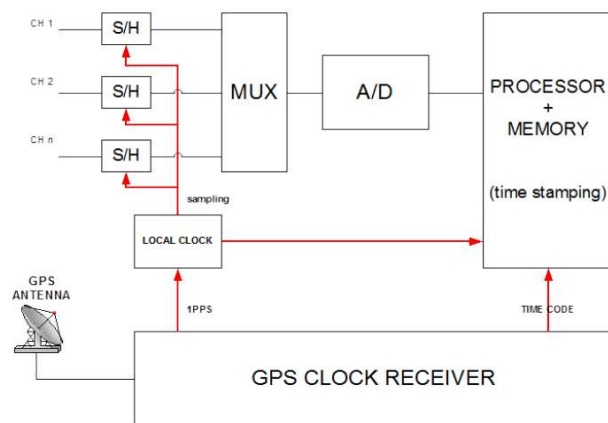 CH 1
S/H
CH 2
S/H
CH n
S/H
MUX
A/D
PROCESSOR
+
MEMORY
(time stamping)
sampling
LOCAL CLOCK
GPS
ANTENNA
1PPS
TIME CODE
GPS CLOCK RECEIVER